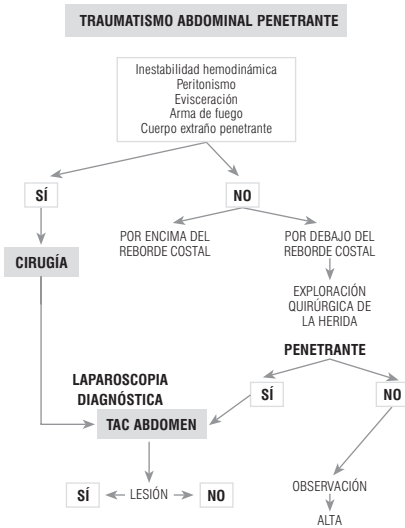 TRAUMATISMO ABDOMINAL PENETRANTE
Inestabilidad hemodinámica
Peritonismo
Evisceración
Arma de fuego
Cuerpo extraño penetrante
SÍ
NO
CIRUGÍA
POR ENCIMA DEL
REBORDE COSTAL
POR DEBAJO DEL
REBORDE COSTAL
EXPLORACIÓN
QUIRÚRGICA DE
LA HERIDA
PENETRANTE
SÍ
NO
LAPAROSCOPIA
DIAGNÓSTICA
TAC ABDOMEN
SÍ
LESIÓN
NO
OBSERVACIÓN
ALTA